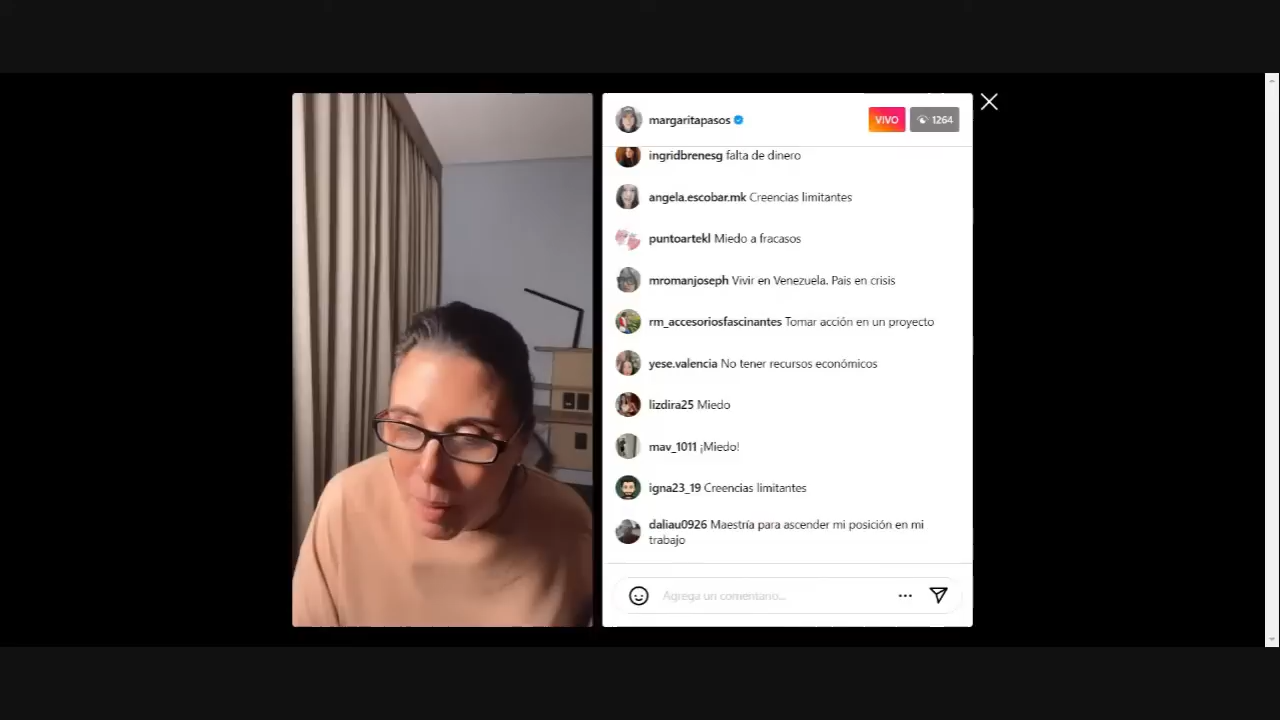 margaritapasos
VIVO
1264
ingridbrenesg falta de dinero
angela.escobar.mk Creencias limitantes
puntoartekl Miedo a fracasos
mromanjoseph Vivir en Venezuela. Pais en crisis
rm_accesoriosfascinantes Tomar acción en un proyecto
yese.valencia No tener recursos económicos
lizdira25 Miedo
mav_1011 ¡Miedo!
igna23_19 Creencias limitantes
daliau0926 Maestría para ascender mi posición en mi
trabajo
Agrega un comentario...